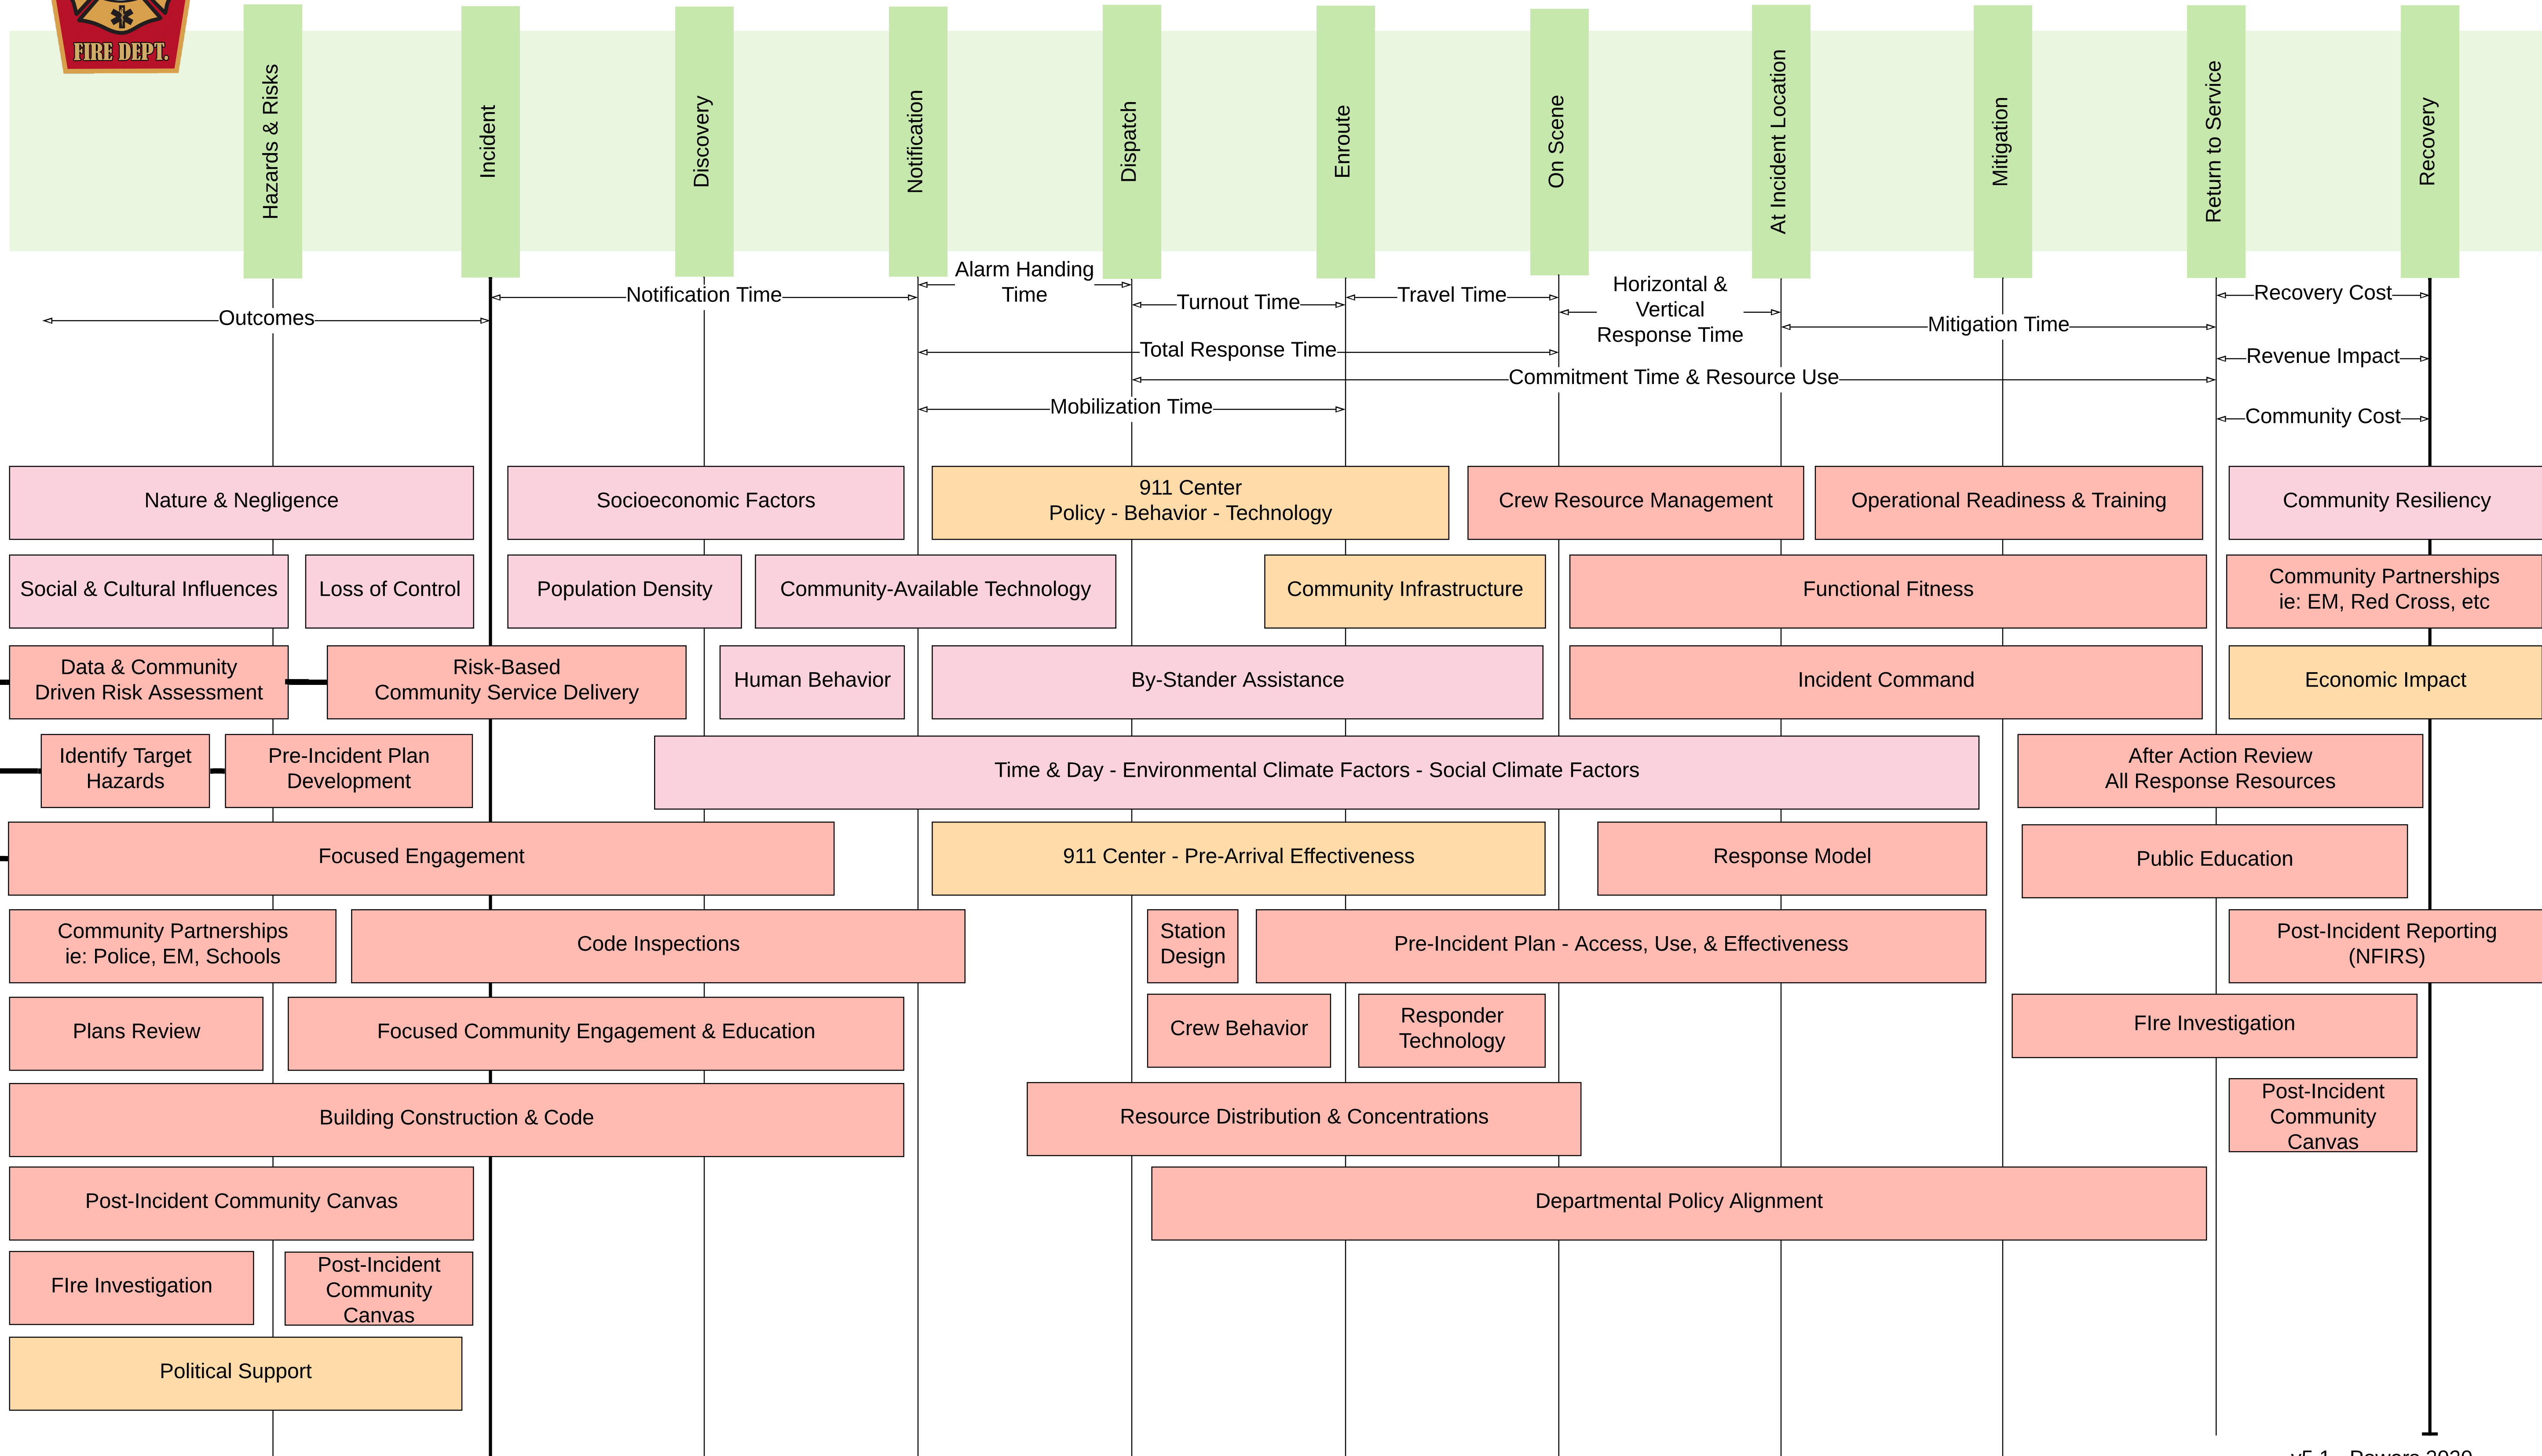 FIRE DEPT.
Hazards & Risks
Incident
Discovery
Notification
Dispatch
Enroute
On Scene
At Incident Location
Mitigation
Return to Service
Recovery
Outcomes
Notification Time
Alarm Handing
Time
Turnout Time
Travel Time
Horizontal &
Vertical
Response Time
Mitigation Time
Recovery Cost
Total Response Time
Revenue Impact
Commitment Time & Resource Use
Mobilization Time
Community Cost
Nature & Negligence
Socioeconomic Factors
911 Center
Policy - Behavior - Technology
Crew Resource Management
Operational Readiness & Training
Community Resiliency
Social & Cultural Influences
Loss of Control
Population Density
Community-Available Technology
Community Infrastructure
Functional Fitness
Community Partnerships
ie: EM, Red Cross, etc
Data & Community
Driven Risk Assessment
Risk-Based
Community Service Delivery
Human Behavior
By-Stander Assistance
Incident Command
Economic Impact
Identify Target
Hazards
Pre-Incident Plan
Development
Time & Day - Environmental Climate Factors - Social Climate Factors
After Action Review
All Response Resources
Focused Engagement
911 Center - Pre-Arrival Effectiveness
Response Model
Public Education
Community Partnerships
ie: Police, EM, Schools
Code Inspections
Station
Design
Pre-Incident Plan - Access, Use, & Effectiveness
Post-Incident Reporting
(NFIRS)
Plans Review
Focused Community Engagement & Education
Crew Behavior
Responder
Technology
FIre Investigation
Building Construction & Code
Resource Distribution & Concentrations
Post-Incident
Community
Canvas
Post-Incident Community Canvas
Departmental Policy Alignment
FIre Investigation
Post-Incident
Community
Canvas
Political Support